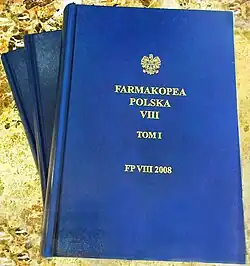 FARMAKOPEA
POLSKA
VIII
TOM I
FP VIII 2008